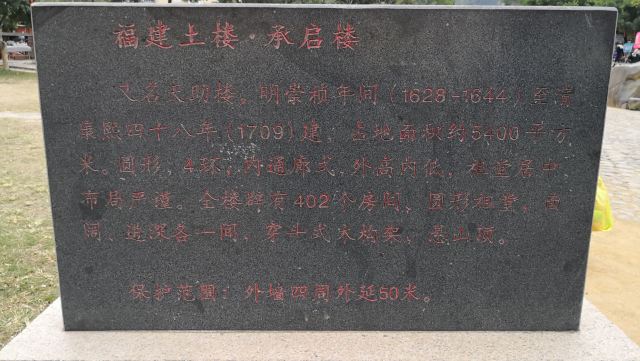 福建土楼·承启楼
又名天助楼。明崇祯年间（1628-1644）至清
康熙四十八年（1709）建，占地面积约5400平方
米。圆形，4环，内通廊式，外高内低，祖堂居中，
布局严谨。全楼群有402个房间，圆形祖堂，面
阔、进深各一间，穿斗式木构架，悬山顶。
保护范围：外墙四周外延50米。